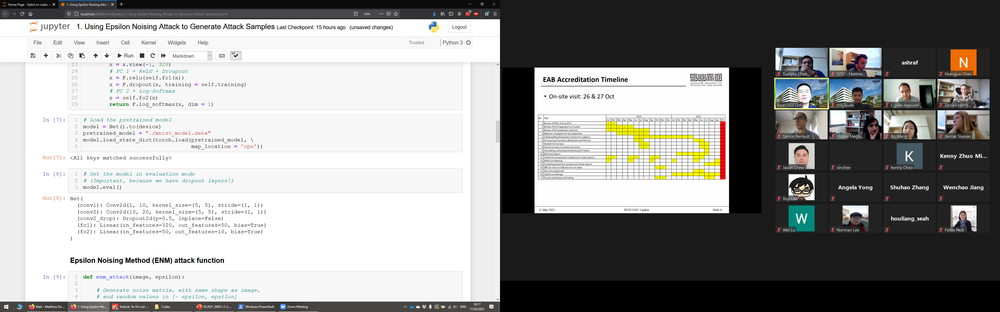 Home Page - Select or create a
1. Using Epsilon Noising Attack
localhost:8888/notebooks/1. Using Epsilon Noising Attack to Generate Attack Samples.ipynb
150%
5
ABP
jupyter
1. Using Epsilon Noising Attack to Generate Attack Samples Last Checkpoint: 15 hours ago (unsaved changes)
Logout
File Edit View Insert Cell Kernel Widgets Help
Trusted
Python 3
Run
Markdown
abc
23 x = x.view(-1, 320)
24 # FC 1 + ReLU + Droupout
25 x = F.relu(self.fc1(x))
26 x = F.dropout(x, training = self.training)
27 # FC 2 + Log-Softmax
28 x = self.fc2(x)
29 return F.log_softmax(x, dim = 1)
In [7]:
1 # Load the pretrained model
2 model = Net().to(device)
3 pretrained_model = "./mnist_model.data"
4 model.load_state_dict(torch.load(pretrained_model, \
5 map_location = 'cpu'))
Out[7]: <All keys matched successfully>
In [8]:
1 # Set the model in evaluation mode
2 # (Important, because we have dropout layers!)
3 model.eval()
Out[8]: Net(
(conv1): Conv2d(1, 10, kernel_size=(5, 5), stride=(1, 1))
(conv2): Conv2d(10, 20, kernel_size=(5, 5), stride=(1, 1))
(conv2_drop): Dropout2d(p=0.5, inplace=False)
(fc1): Linear(in_features=320, out_features=50, bias=True)
(fc2): Linear(in_features=50, out_features=10, bias=True)
)
Epsilon Noising Method (ENM) attack function
In [9]:
1 def enm_attack(image, epsilon):
2
3 # Generate noise matrix, with same shape as image,
4 # and random values in [- epsilon, epsilon]
Mail - Matthieu De ...
1. Using Epsilon No...
8
Todoist: To-Do List ...
Codes
DL2021_W8S1-2-3....
Windows PowerShell
Zoom Meeting
ENG
10:17
11/03/2021
EAB Accreditation Timeline
SUTD
SINGAPORE UNIVERSITY OF
TECHNOLOGY AND DESIGN
• On-site visit: 26 & 27 Oct
2020 2021
No. Task Jan Feb Mar Apr May Jun Jul Aug Sep Oct Nov Dec Jan Feb Mar Apr May Jun Jul Aug Sep Oct
1 Review of PEOs, SLOs and PIs
2 Review of SLO mapping of curriculum
3 Review of SLO assessment methods
4 Selection of subjects for SLO assessment
5 Collating MO achievement results from subjects
6 Focus group discussions (Employers and Alumni)
7 Student Exit Surveys
8 Faculty Surveys on student outcomes
9 Calculating, analyzing and evluating SLO results
10 Self-study Report
11 Collection of assessment samples and review reports
12 Reflection Meeting
13 Compiling assessment samples and review reports
14 Official notice to EAB and site visit dates
15 Site visit programme
16 Task force meetings
17 Faculty workshop and briefing
11 Mar 2021
ISTD UGC Update
Slide 6
Sudipta Chatt...
ISTD - Matthie...
ashraf
N
Niangjun Chen
Kwan Hui Lim
tonyquek
Cyrille Jegourel
Dorien Herre...
Simon Perrault
Malika Meghj...
Bo Wang
Berrak Sisman
Jason Chew
sinchee
K
Kenny Choo
Kenny Zhuo Mi...
Roy Lee
Angela Yong
Shuhao Zhang
Wenchao Jiang
W
Wei Lu
Norman Lee
houliang_seah
Felice Peck